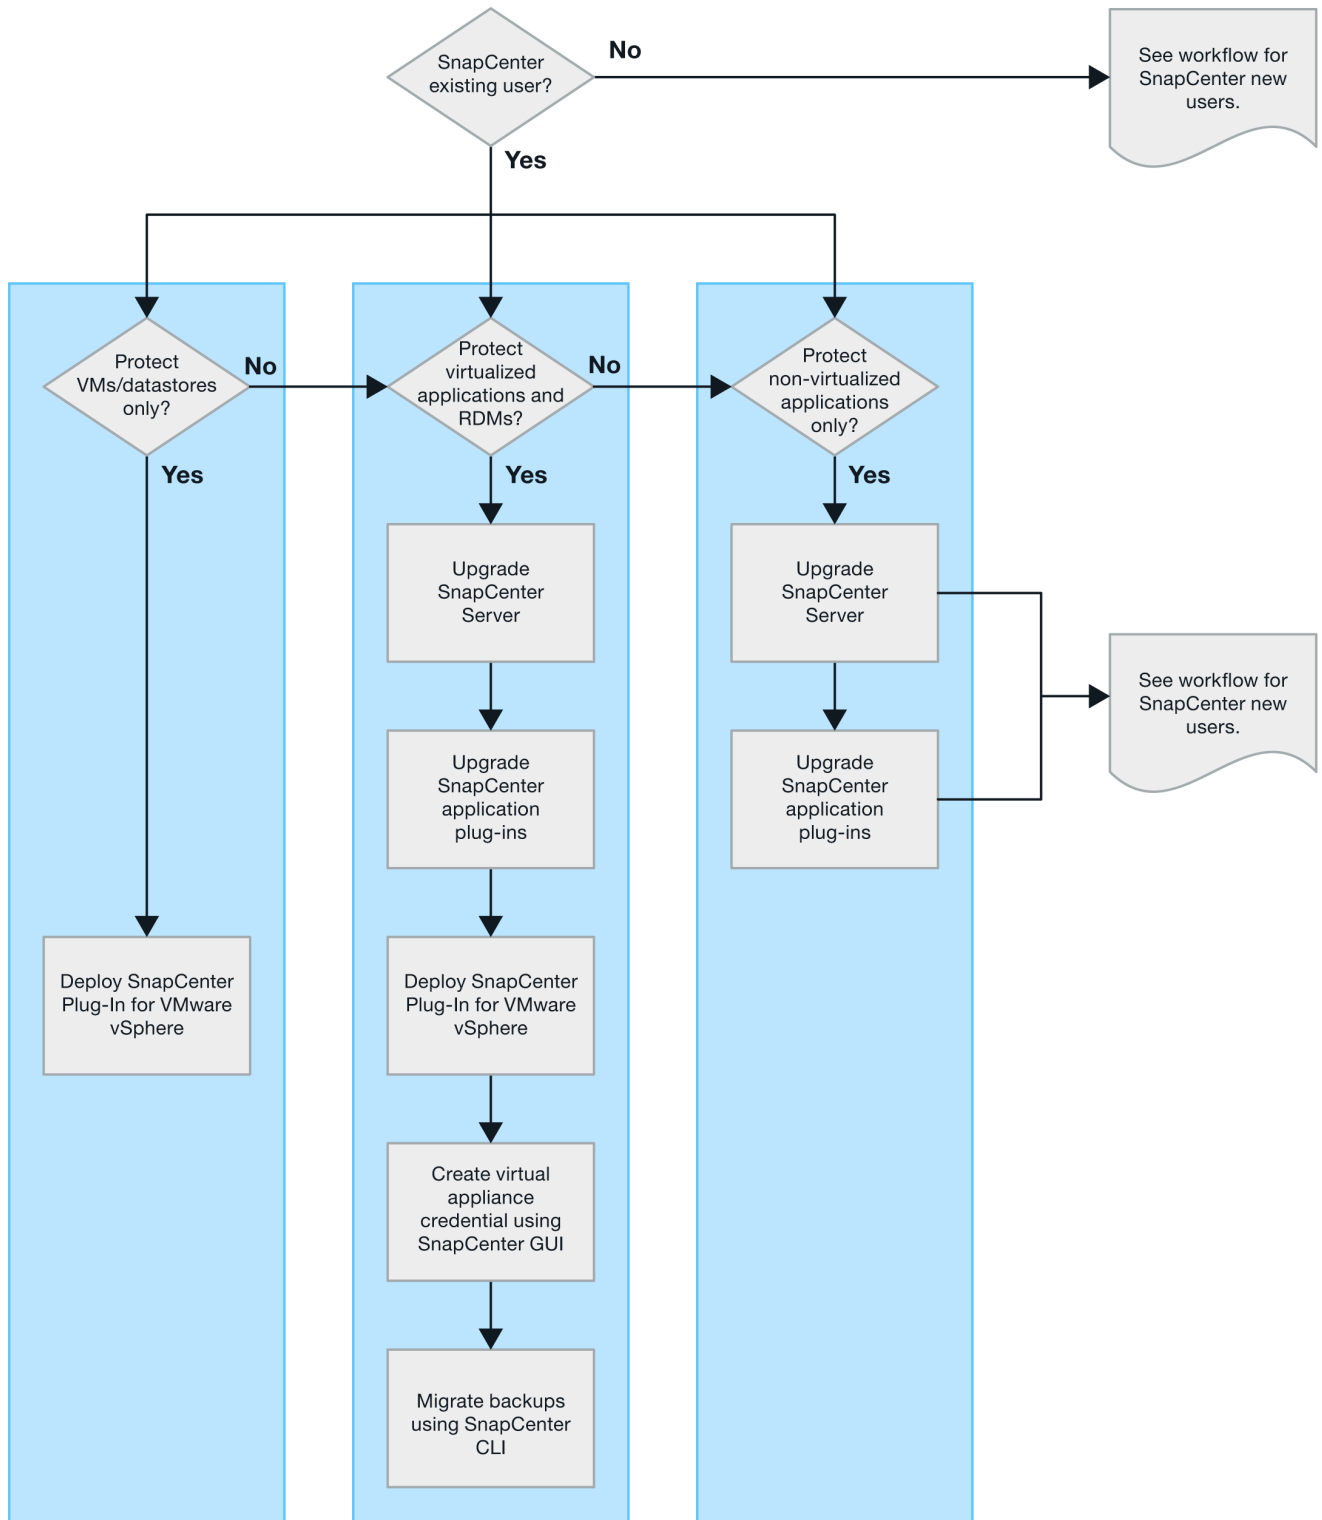 SnapCenter
existing user?
No
See workflow for
SnapCenter new
users.
Yes
Protect
VMs/datastores
only?
No
Yes
Protect
virtualized
applications and
RDMs?
No
Yes
Protect
non-virtualized
applications
only?
Yes
Upgrade
SnapCenter
Server
Upgrade
SnapCenter
Server
See workflow for
SnapCenter new
users.
Upgrade
SnapCenter
application
plug-ins
Upgrade
SnapCenter
application
plug-ins
Deploy SnapCenter
Plug-In for VMware
vSphere
Deploy SnapCenter
Plug-In for VMware
vSphere
Create virtual
appliance
credential using
SnapCenter GUI
Migrate backups
using SnapCenter
CLI